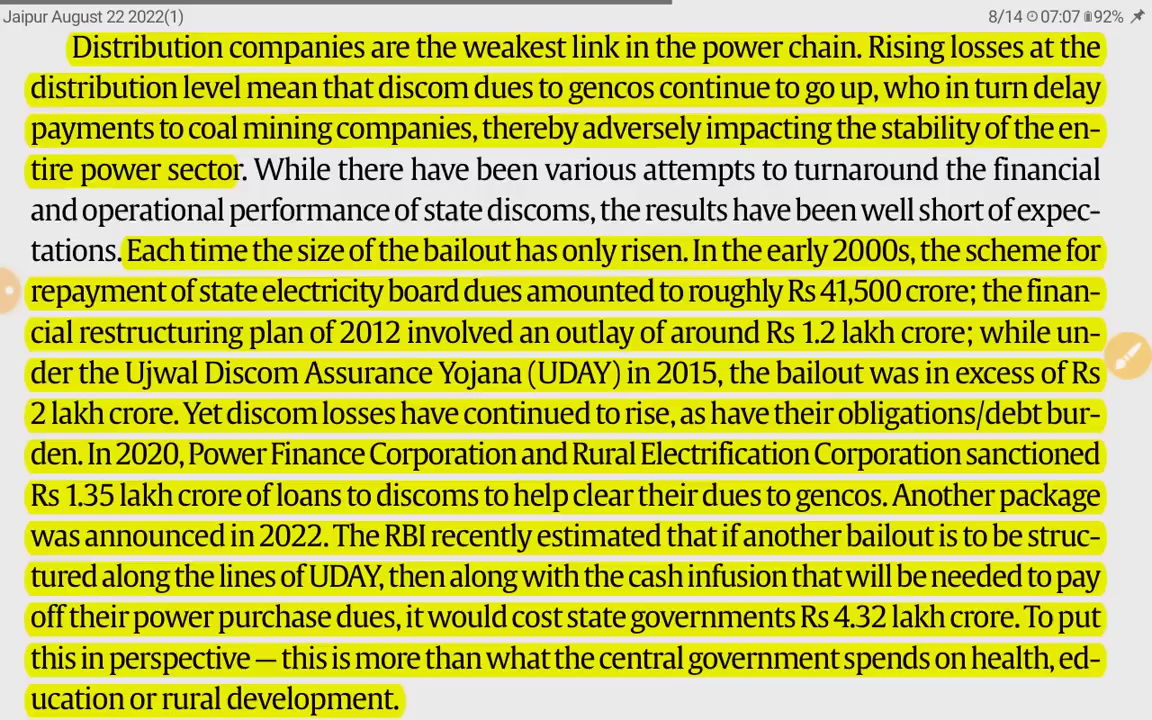 Jaipur August 22 2022(1)
8/14 07:07 92%
Distribution companies are the weakest link in the power chain. Rising losses at the
distribution level mean that discom dues to gencos continue to go up, who in turn delay
payments to coal mining companies, thereby adversely impacting the stability of the en-
tire power sector. While there have been various attempts to turnaround the financial
and operational performance of state discoms, the results have been well short of expec-
tations. Each time the size of the bailout has only risen. In the early 2000s, the scheme for
repayment of state electricity board dues amounted to roughly Rs 41,500 crore; the finan-
cial restructuring plan of 2012 involved an outlay of around Rs 1.2 lakh crore; while un-
der the Ujwal Discom Assurance Yojana (UDAY) in 2015, the bailout was in excess of Rs
2 lakh crore. Yet discom losses have continued to rise, as have their obligations/debt bur-
den. In 2020, Power Finance Corporation and Rural Electrification Corporation sanctioned
Rs 1.35 lakh crore of loans to discoms to help clear their dues to gencos. Another package
was announced in 2022. The RBI recently estimated that if another bailout is to be struc-
tured along the lines of UDAY, then along with the cash infusion that will be needed to pay
off their power purchase dues, it would cost state governments Rs 4.32 lakh crore. To put
this in perspective — this is more than what the central government spends on health, ed-
ucation or rural development.